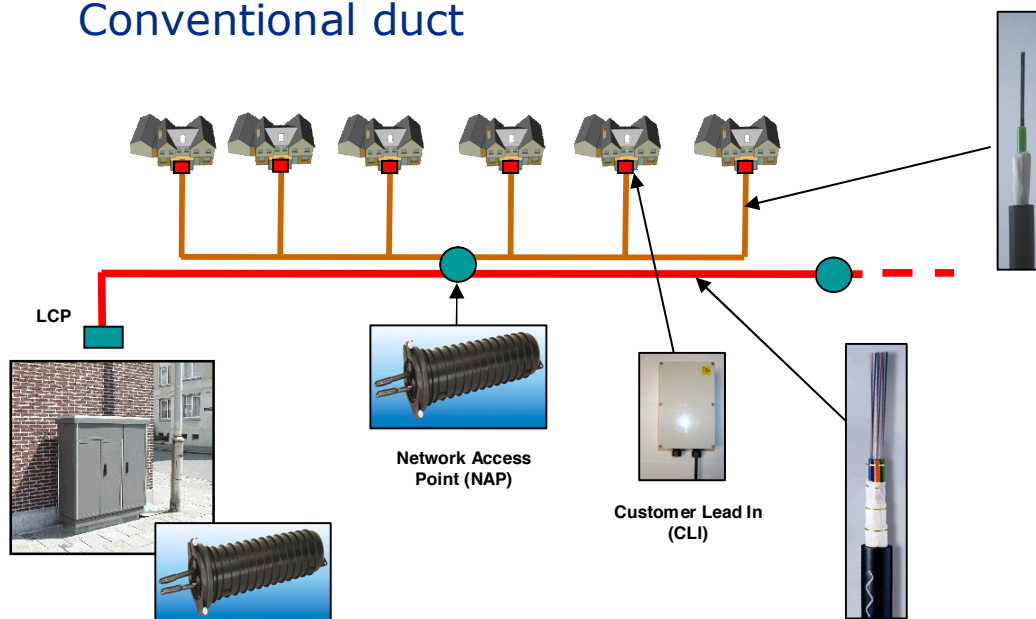 Conventional duct
LCP
Network Access
Point (NAP)
Customer Lead In
(CLI)